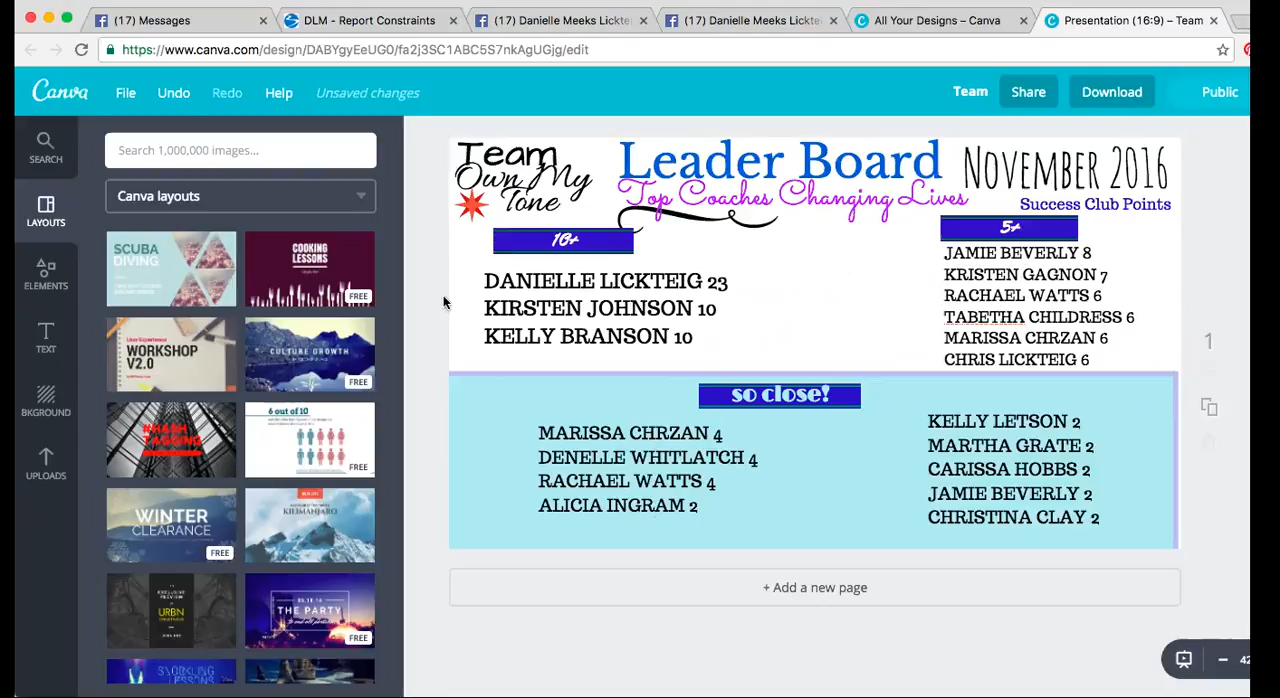 (17) Messages
DLM - Report Constraints
(17) Danielle Meeks Lickte
(17) Danielle Meeks Lickte
All Your Designs – Canva
Presentation (16:9) – Team
https://www.canva.com/design/DABYgyEeUG0/fa2j3SC1ABC5S7nkAgUGjg/edit
Canva
File
Undo
Redo
Help
Unsaved changes
Team
Share
Download
Public
SEARCH
LAYOUTS
ELEMENTS
TEXT
BKGROUND
UPLOADS
Search 1,000,000 images...
Canva layouts
SCUBA
DIVING
COOKING
LESSONS
FREE
WORKSHOP
V2.0
CULTURE GROWTH
FREE
#HASH
TAGGING
6 out of 10
FREE
WINTER
CLEARANCE
FREE
KILIMANJARO
URBN
THE PARTY
FREE
SNORKLING
LESSONS
Team
Own My
Tone
Leader Board
Top Coaches Changing Lives
NOVEMBER 2016
Success Club Points
10+
DANIELLE LICKTEIG 23
KIRSTEN JOHNSON 10
KELLY BRANSON 10
5+
JAMIE BEVERLY 8
KRISTEN GAGNON 7
RACHAEL WATTS 6
TABETHA CHILDRESS 6
MARISSA CHRZAN 6
CHRIS LICKTEIG 6
so close!
MARISSA CHRZAN 4
DENELLE WHITLATCH 4
RACHAEL WATTS 4
ALICIA INGRAM 2
KELLY LETSON 2
MARTHA GRATE 2
CARISSA HOBBS 2
JAMIE BEVERLY 2
CHRISTINA CLAY 2
1
+ Add a new page
42